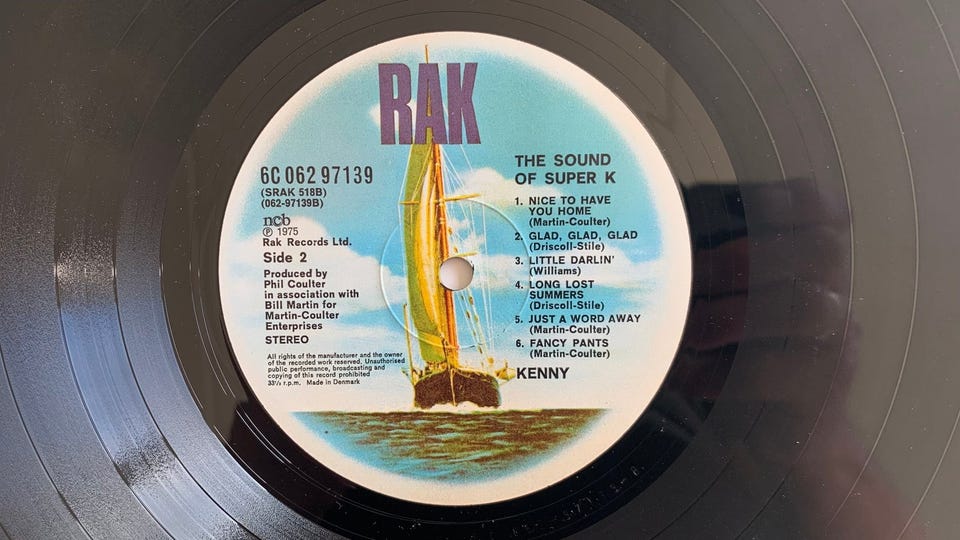 RAK
6C 062 97139
(SRAK 518B)
(062-97139B)
ncb
Ⓟ 1975
Rak Records Ltd.
Side 2
Produced by
Phil Coulter
in association with
Bill Martin for
Martin-Coulter
Enterprises
STEREO
All rights of the manufacturer and the owner
of the recorded work reserved. Unauthorised
public performance, broadcasting and
copying of this record prohibited
33⅓ r.p.m. Made in Denmark
THE SOUND
OF SUPER K
1. NICE TO HAVE
YOU HOME
(Martin-Coulter)
2. GLAD, GLAD, GLAD
(Driscoll-Stile)
3. LITTLE DARLIN'
(Williams)
4. LONG LOST
SUMMERS
(Driscoll-Stile)
5. JUST A WORD AWAY
(Martin-Coulter)
6. FANCY PANTS
(Martin-Coulter)
KENNY